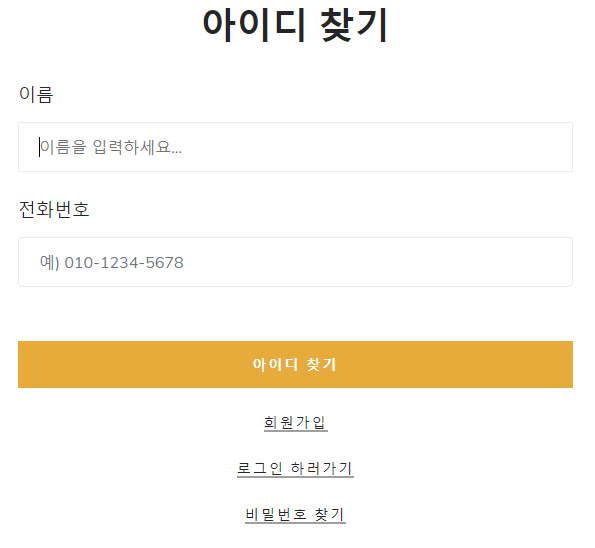 아이디 찾기
이름
이름을 입력하세요...
전화번호
예) 010-1234-5678
아이디 찾기
회원가입
로그인 하러가기
비밀번호 찾기